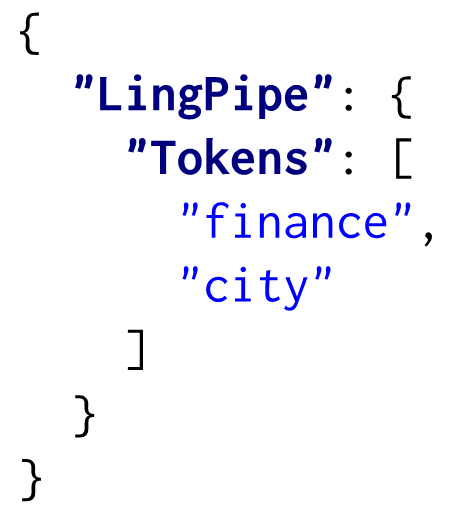 {
  "LingPipe": {
    "Tokens": [
      "finance",
      "city"
    ]
  }
}